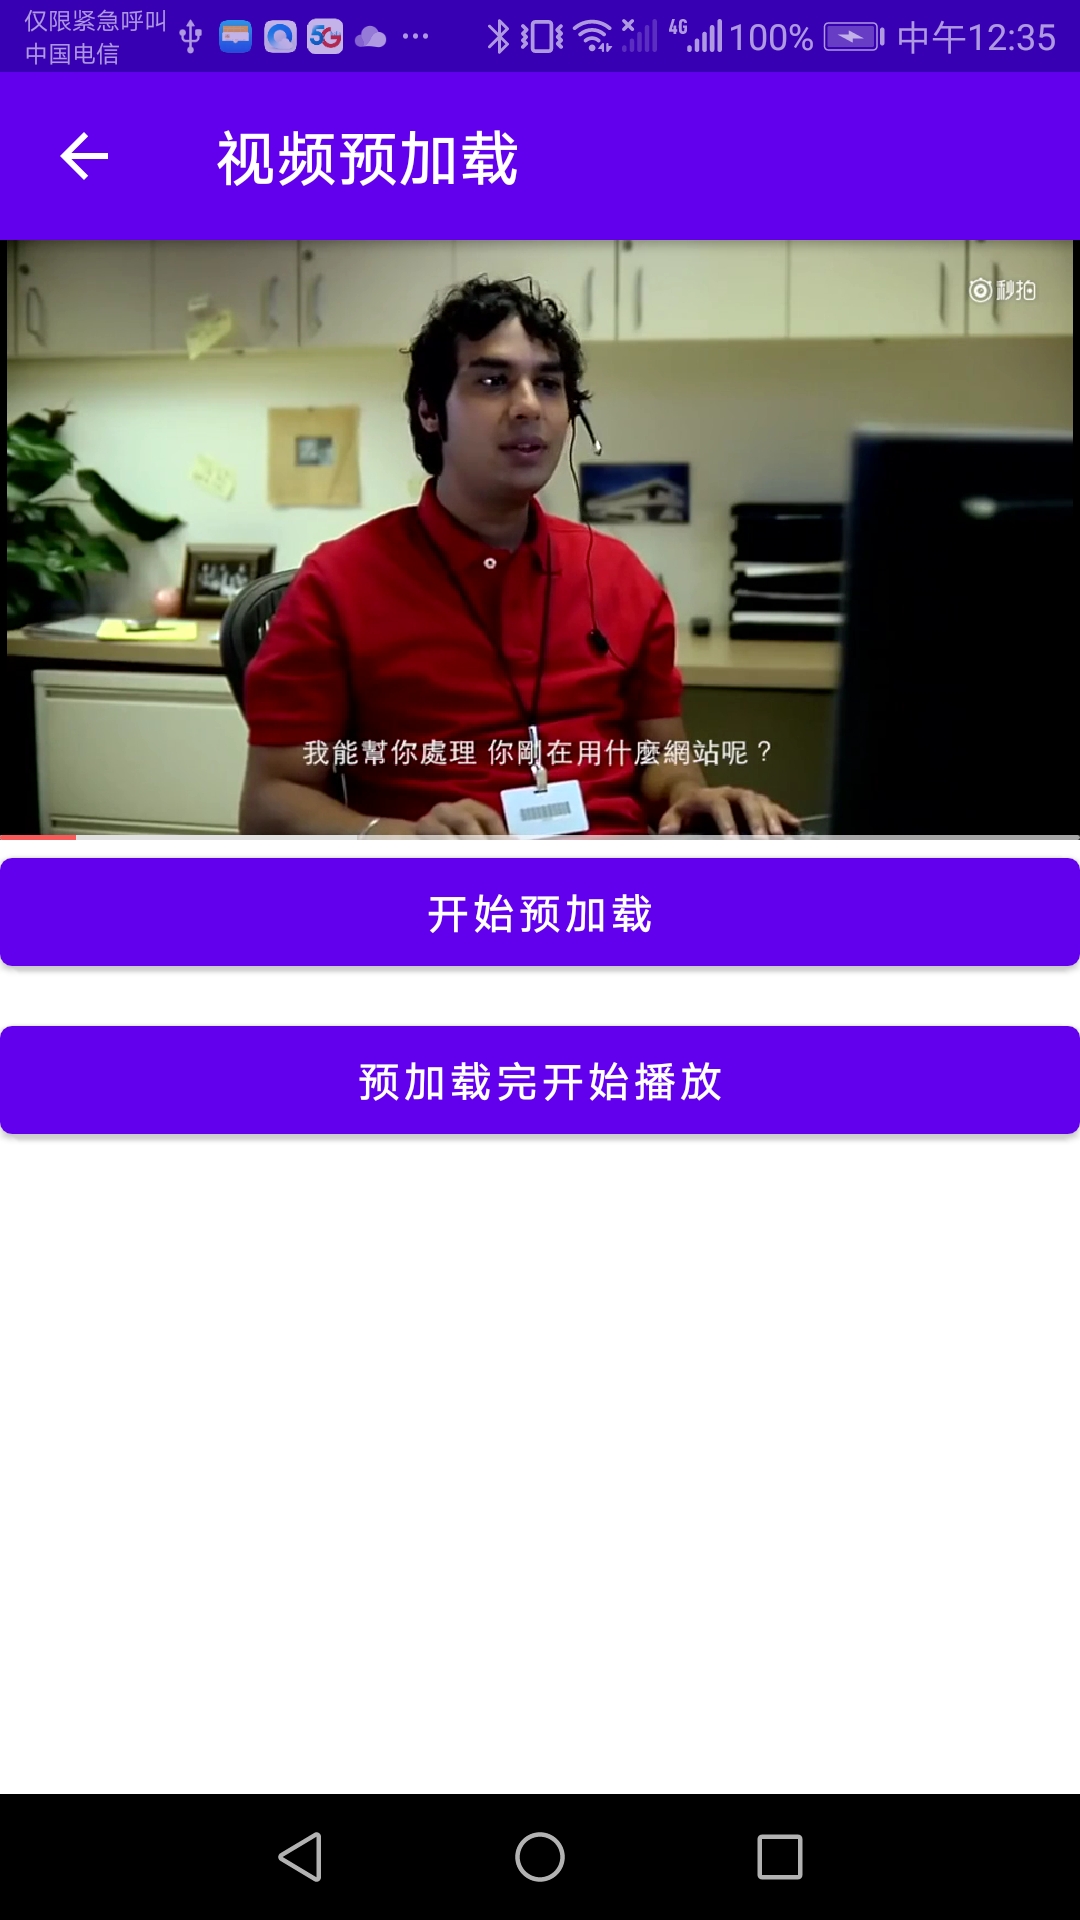 仅限紧急呼叫
中国电信
5G
4G
100%
中午12:35
视频预加载
秒拍
我能幫你處理 你剛在用什麼網站呢？
开始预加载
预加载完开始播放